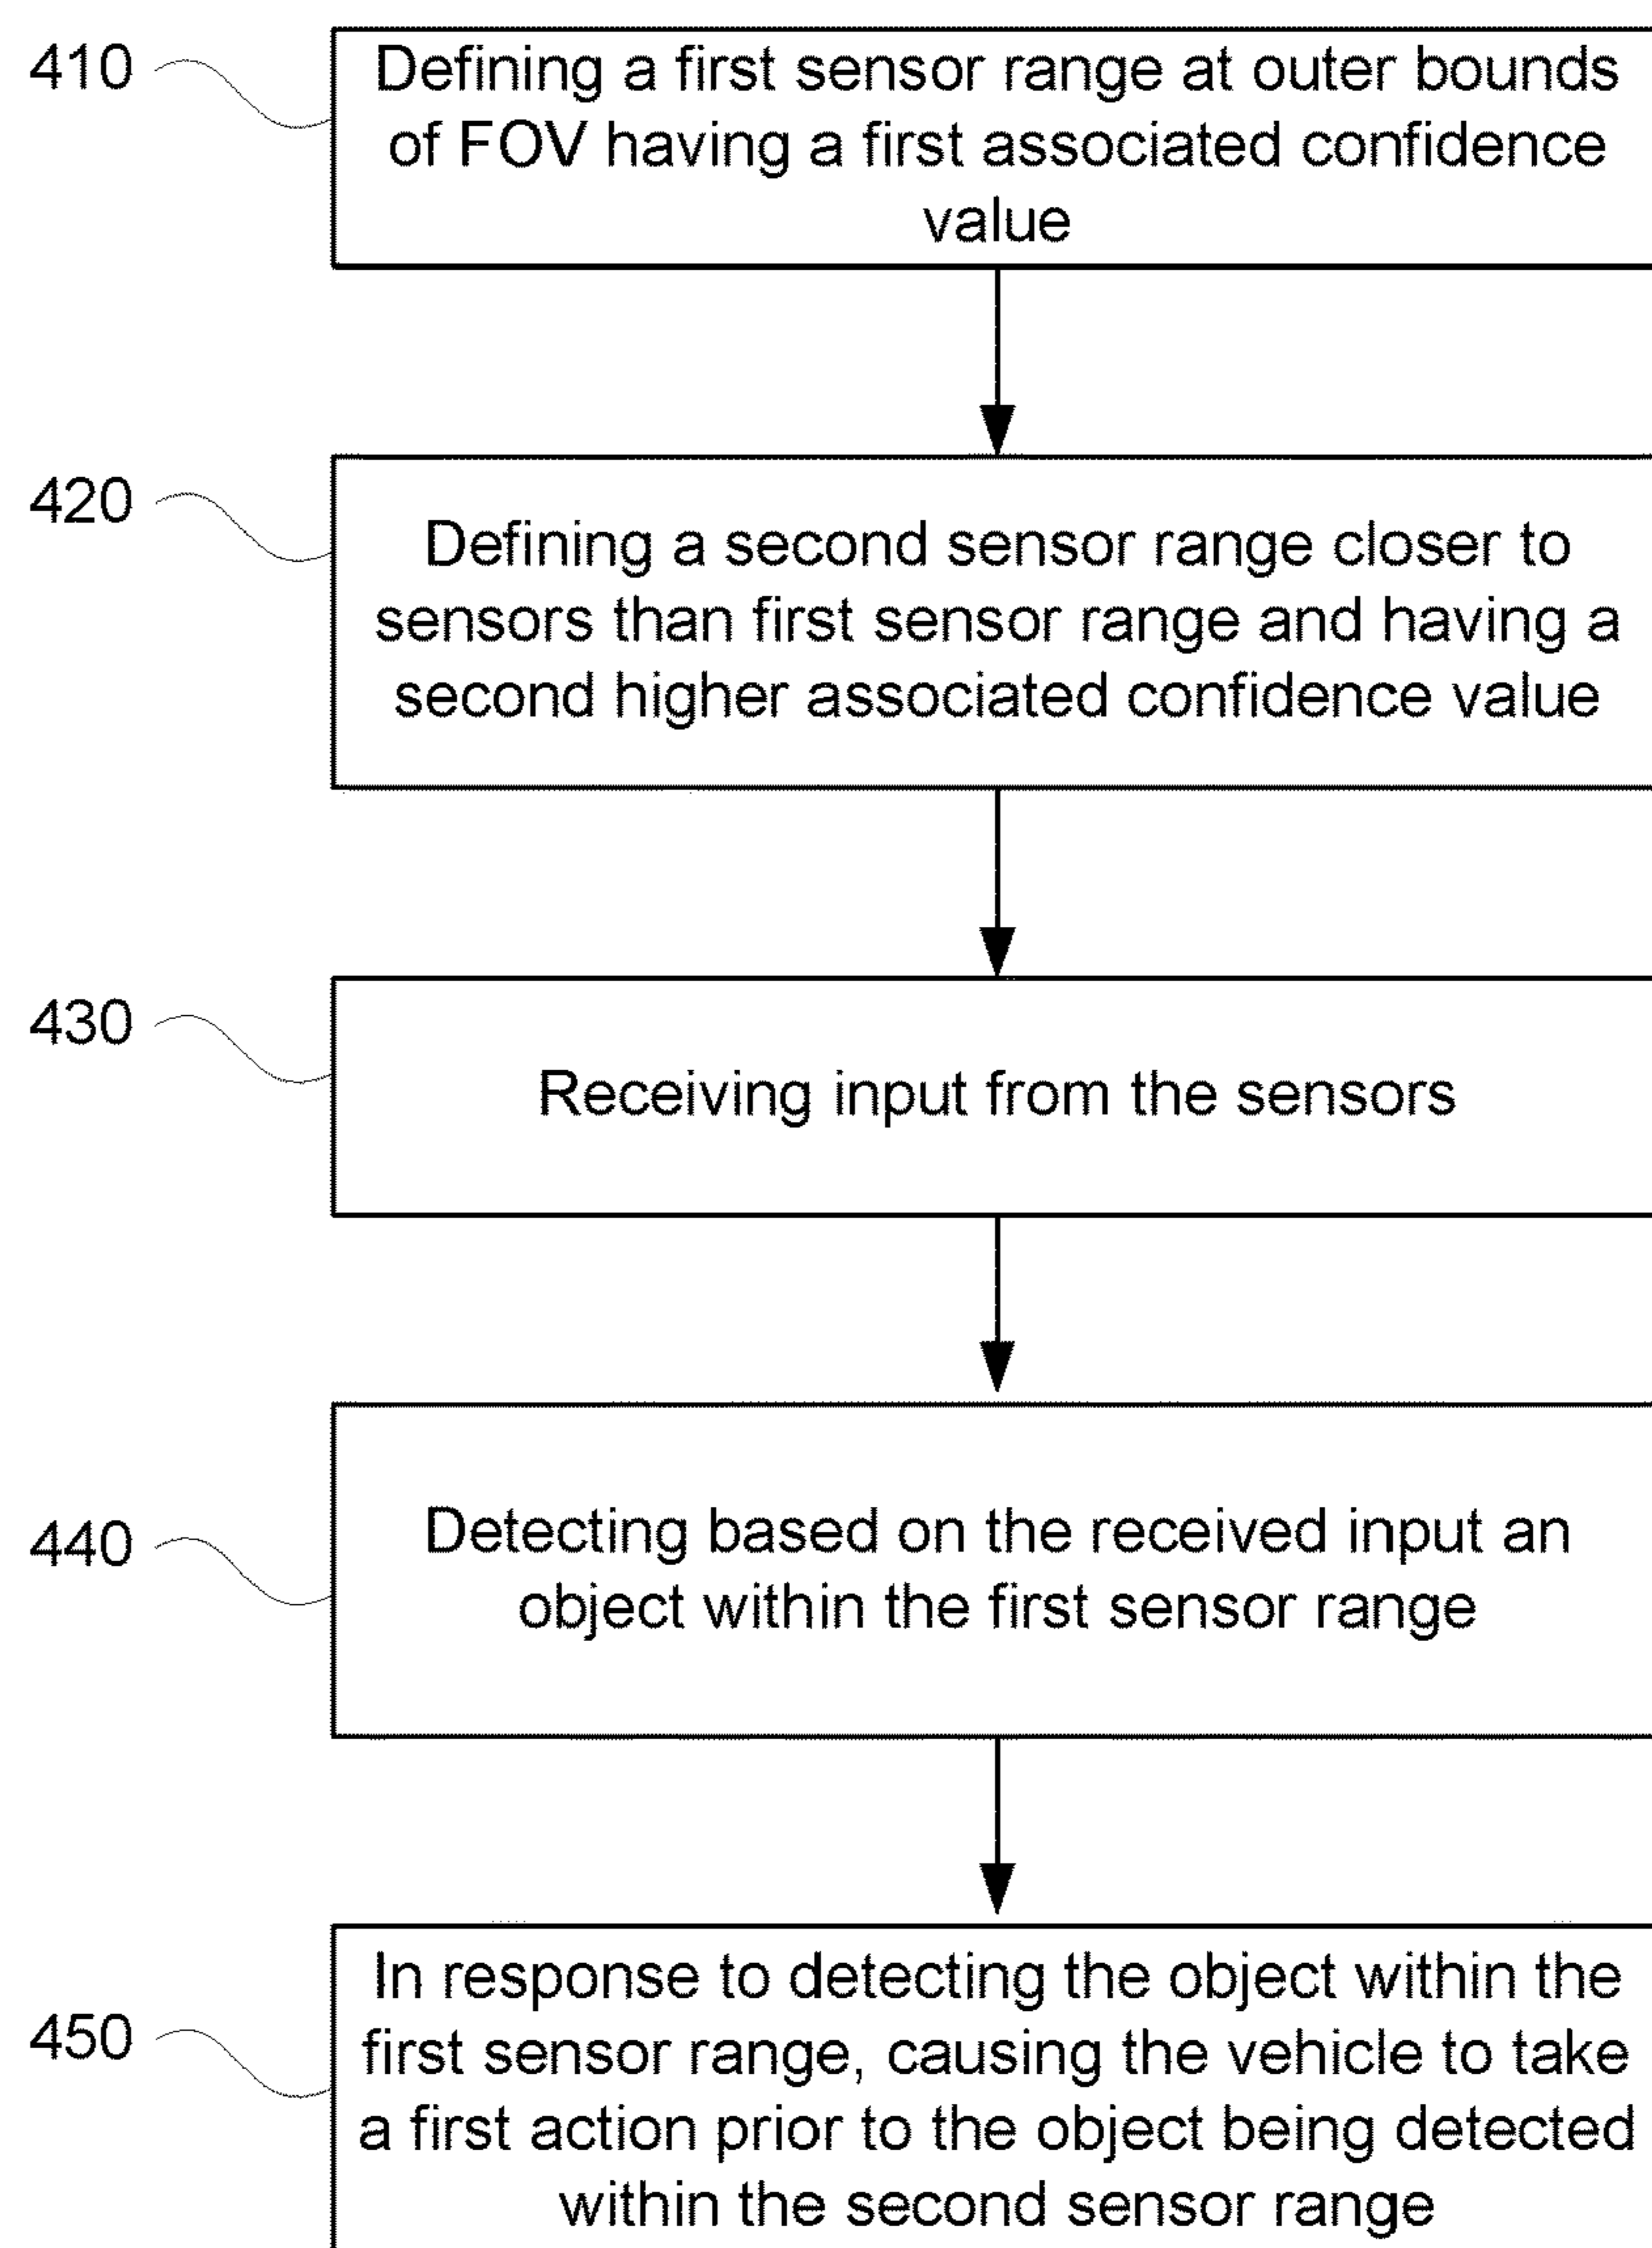 410
Defining a first sensor range at outer bounds
of FOV having a first associated confidence
value
420
Defining a second sensor range closer to
sensors than first sensor range and having a
second higher associated confidence value
430
Receiving input from the sensors
440
Detecting based on the received input an
object within the first sensor range
450
In response to detecting the object within the
first sensor range, causing the vehicle to take
a first action prior to the object being detected
within the second sensor range